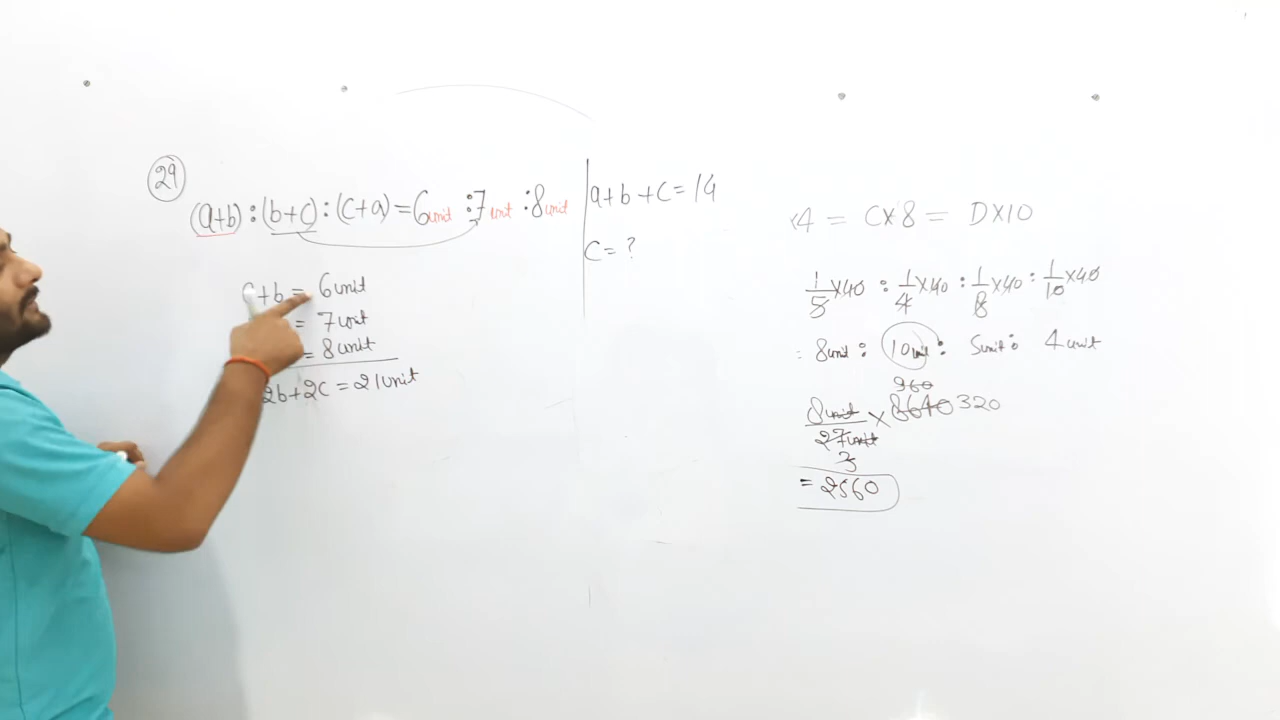 29
(a+b) : (b+c) : (c+a) = 6unit : 7unit : 8unit
+b = 6unit
= 7unit
= 8unit
2b+2c = 21unit
a+b+c = 14
c = ?
4 = C×8 = D×10
1/5×40 : 1/4×40 : 1/8×40 : 1/10×40
= 8unit : 10unit : 5unit : 4unit
960
8unit/27unit × 8640 320
3
= 2560